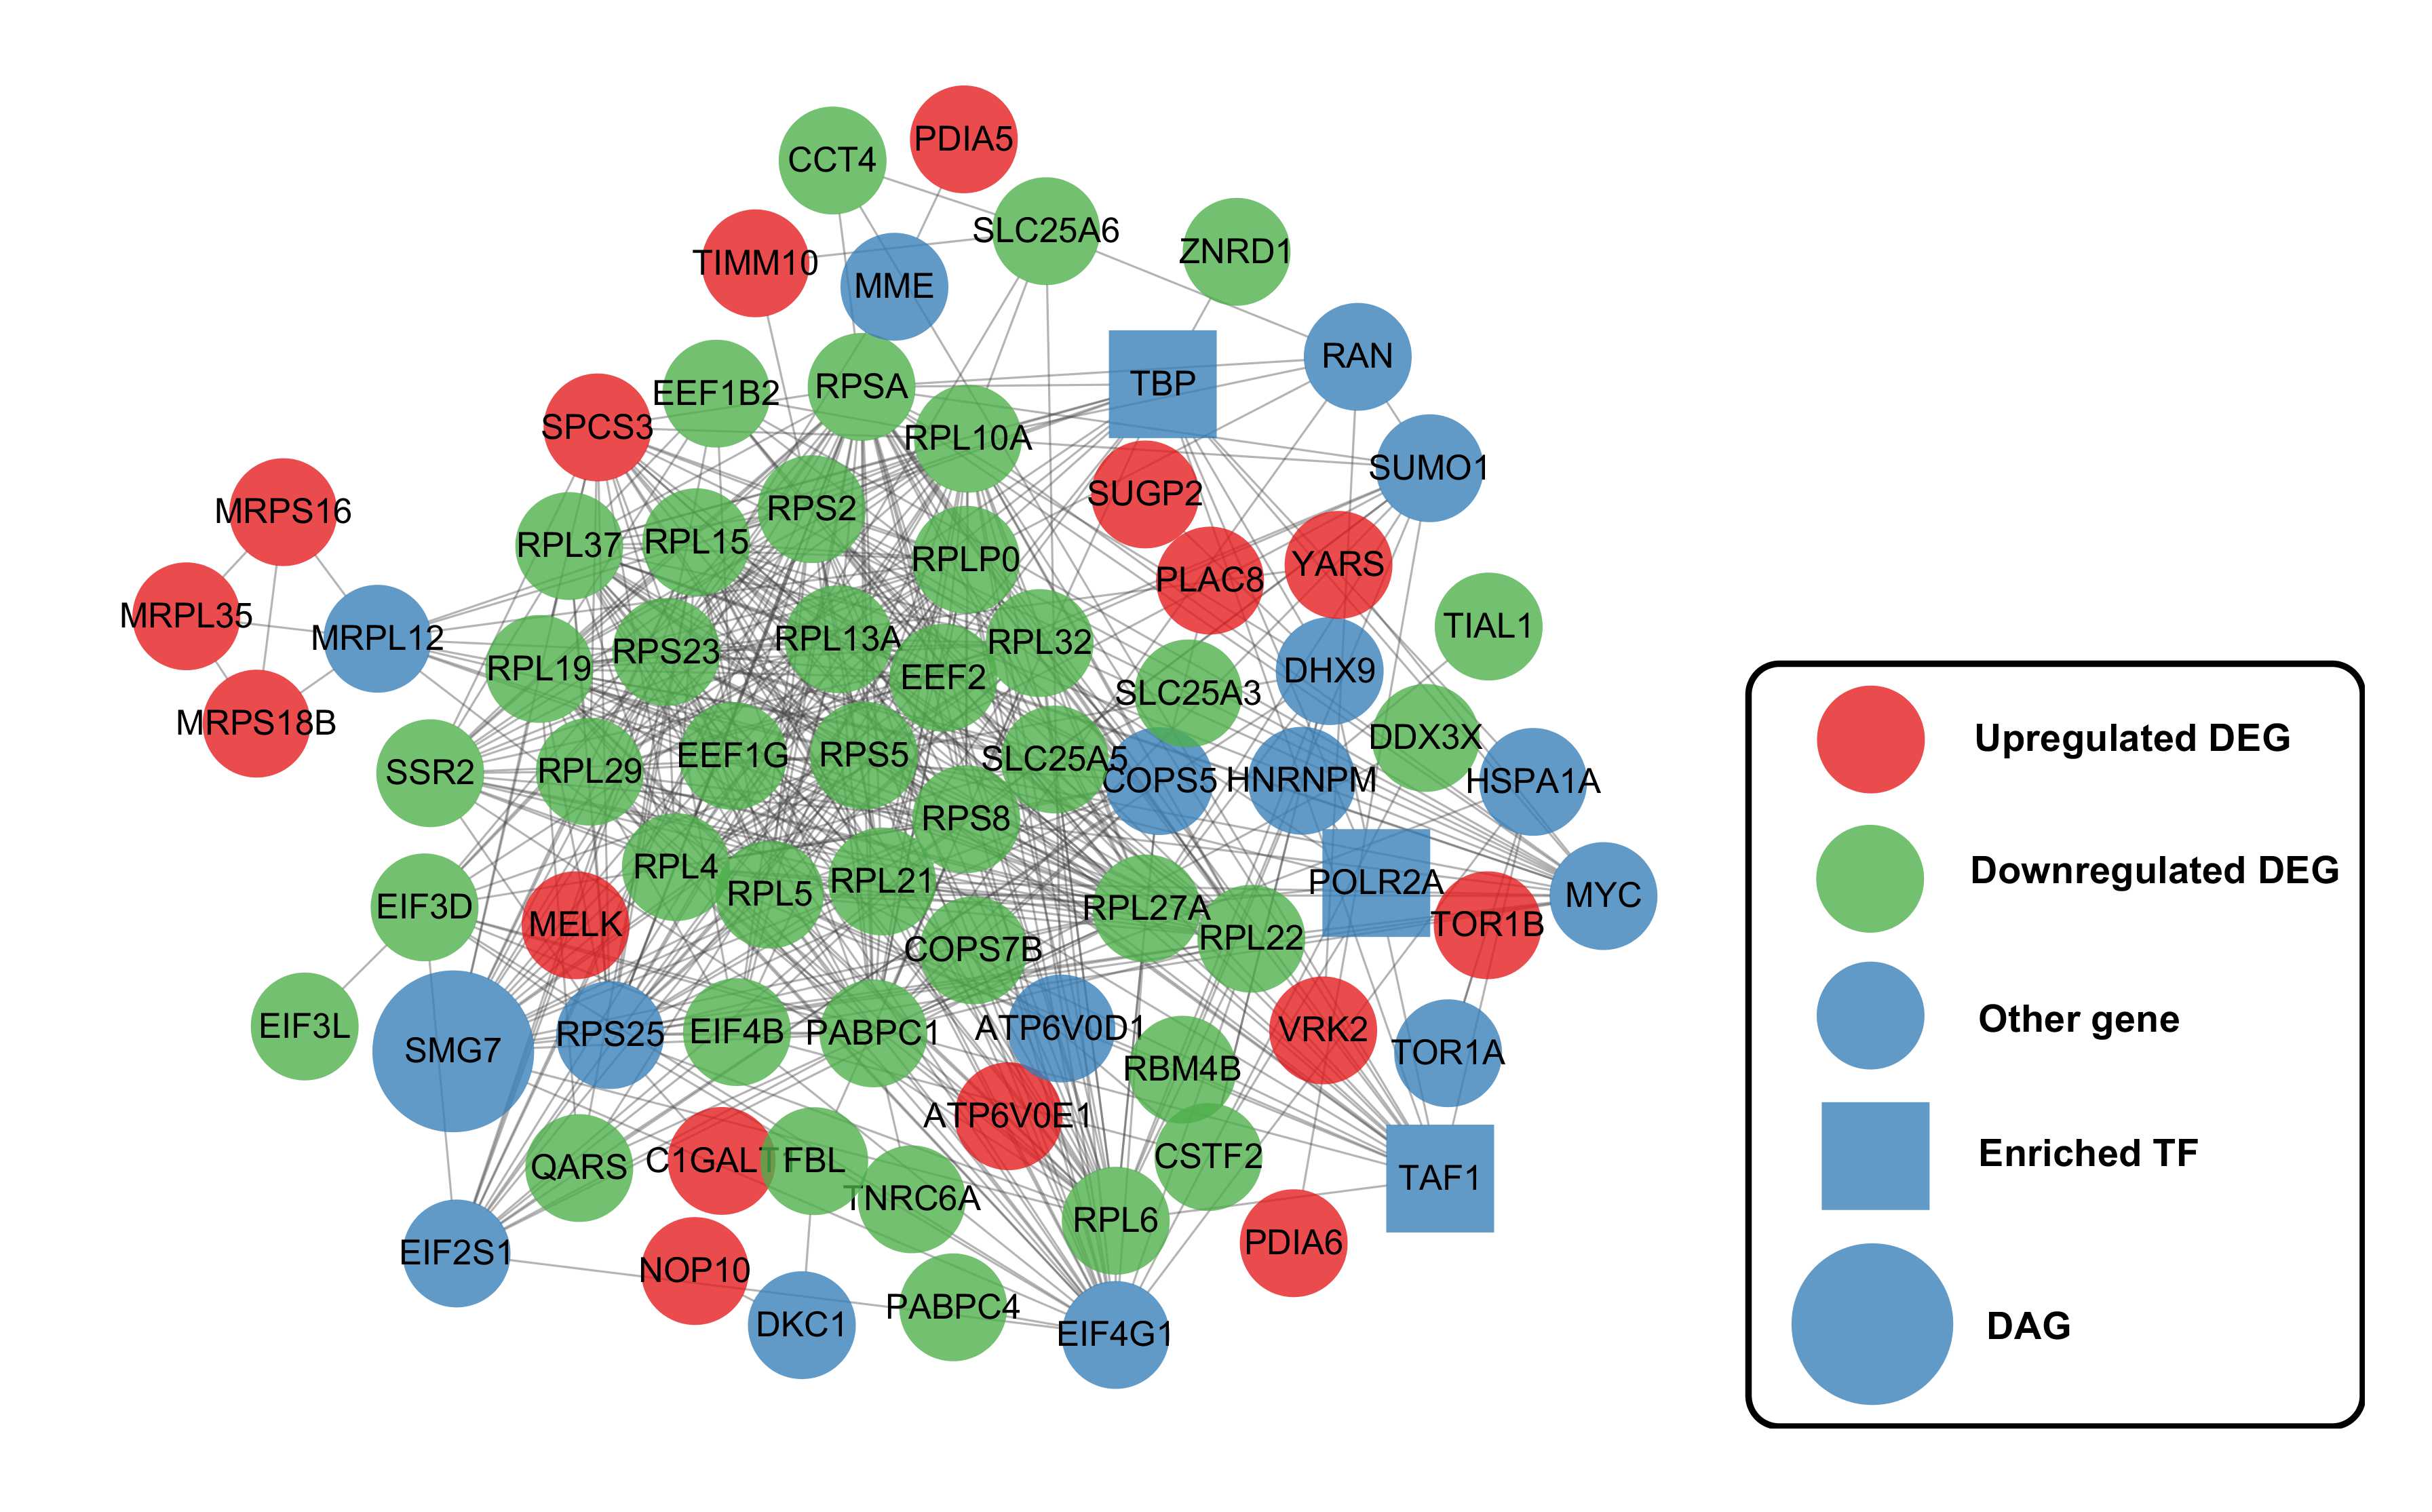 PDIA5
CCT4
SLC25A6
ZNRD1
TIMM10
MME
RAN
TBP
RPSA
EEF1B2
SPCS3
RPL10A
SUMO1
SUGP2
MRPS16
RPS2
RPL15
RPL37
RPLP0
YARS
PLAC8
MRPL35
TIAL1
MRPL12
RPL13A
RPL32
RPS23
RPL19
EEF2
DHX9
SLC25A3
MRPS18B
DDX3X
SSR2
RPL29
EEF1G
RPS5
SLC25A5
COPS5
HNRNPM
HSPA1A
RPS8
RPL4
RPL5
RPL21
POLR2A
MYC
EIF3D
MELK
RPL27A
TOR1B
RPL22
COPS7B
EIF3L
SMG7
RPS25
EIF4B
PABPC1
ATP6V0D1
VRK2
TOR1A
RBM4B
ATP6V0E1
QARS
C1GALT1
FBL
CSTF2
TAF1
TNRC6A
RPL6
EIF2S1
NOP10
PDIA6
PABPC4
DKC1
EIF4G1
Upregulated DEG
Downregulated DEG
Other gene
Enriched TF
DAG